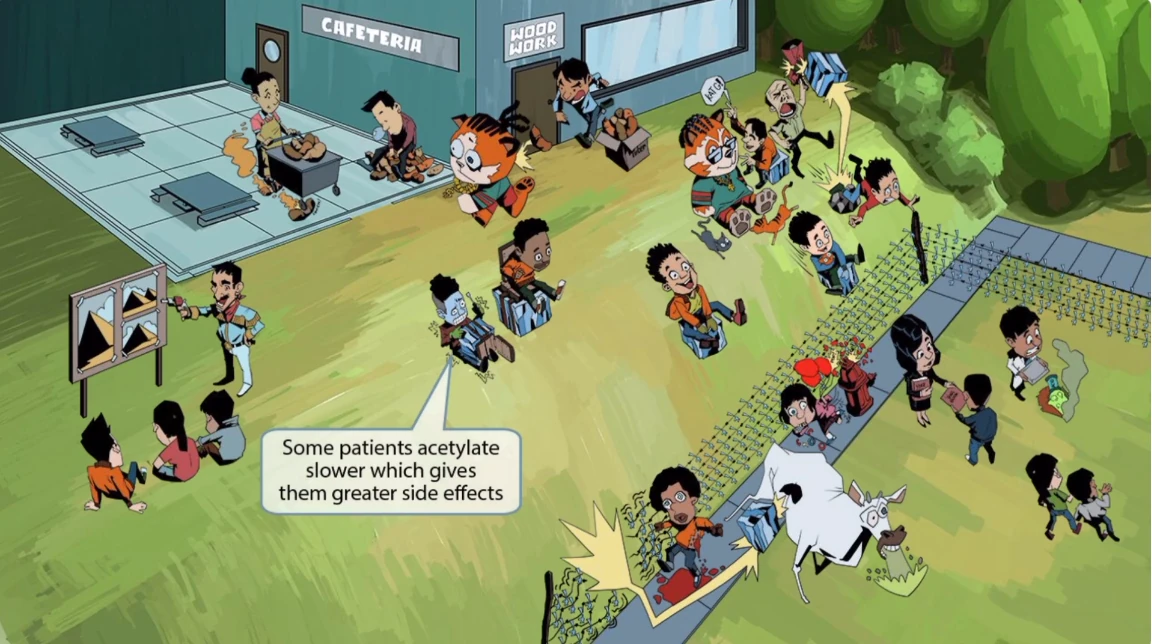 CAFETERIA
WOOD
WORK
Some patients acetylate
slower which gives
them greater side effects